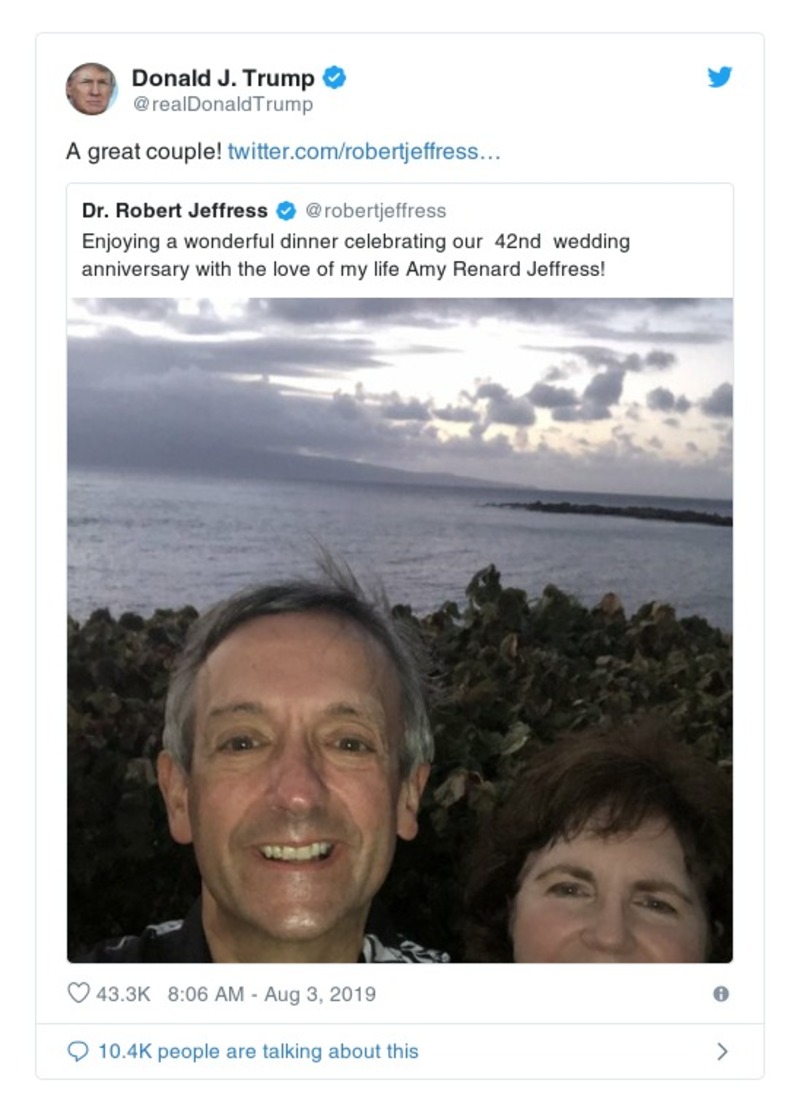 Donald J. Trump
@realDonaldTrump
A great couple! twitter.com/robertjeffress…
Dr. Robert Jeffress @robertjeffress
Enjoying a wonderful dinner celebrating our 42nd wedding
anniversary with the love of my life Amy Renard Jeffress!
43.3K 8:06 AM - Aug 3, 2019
10.4K people are talking about this